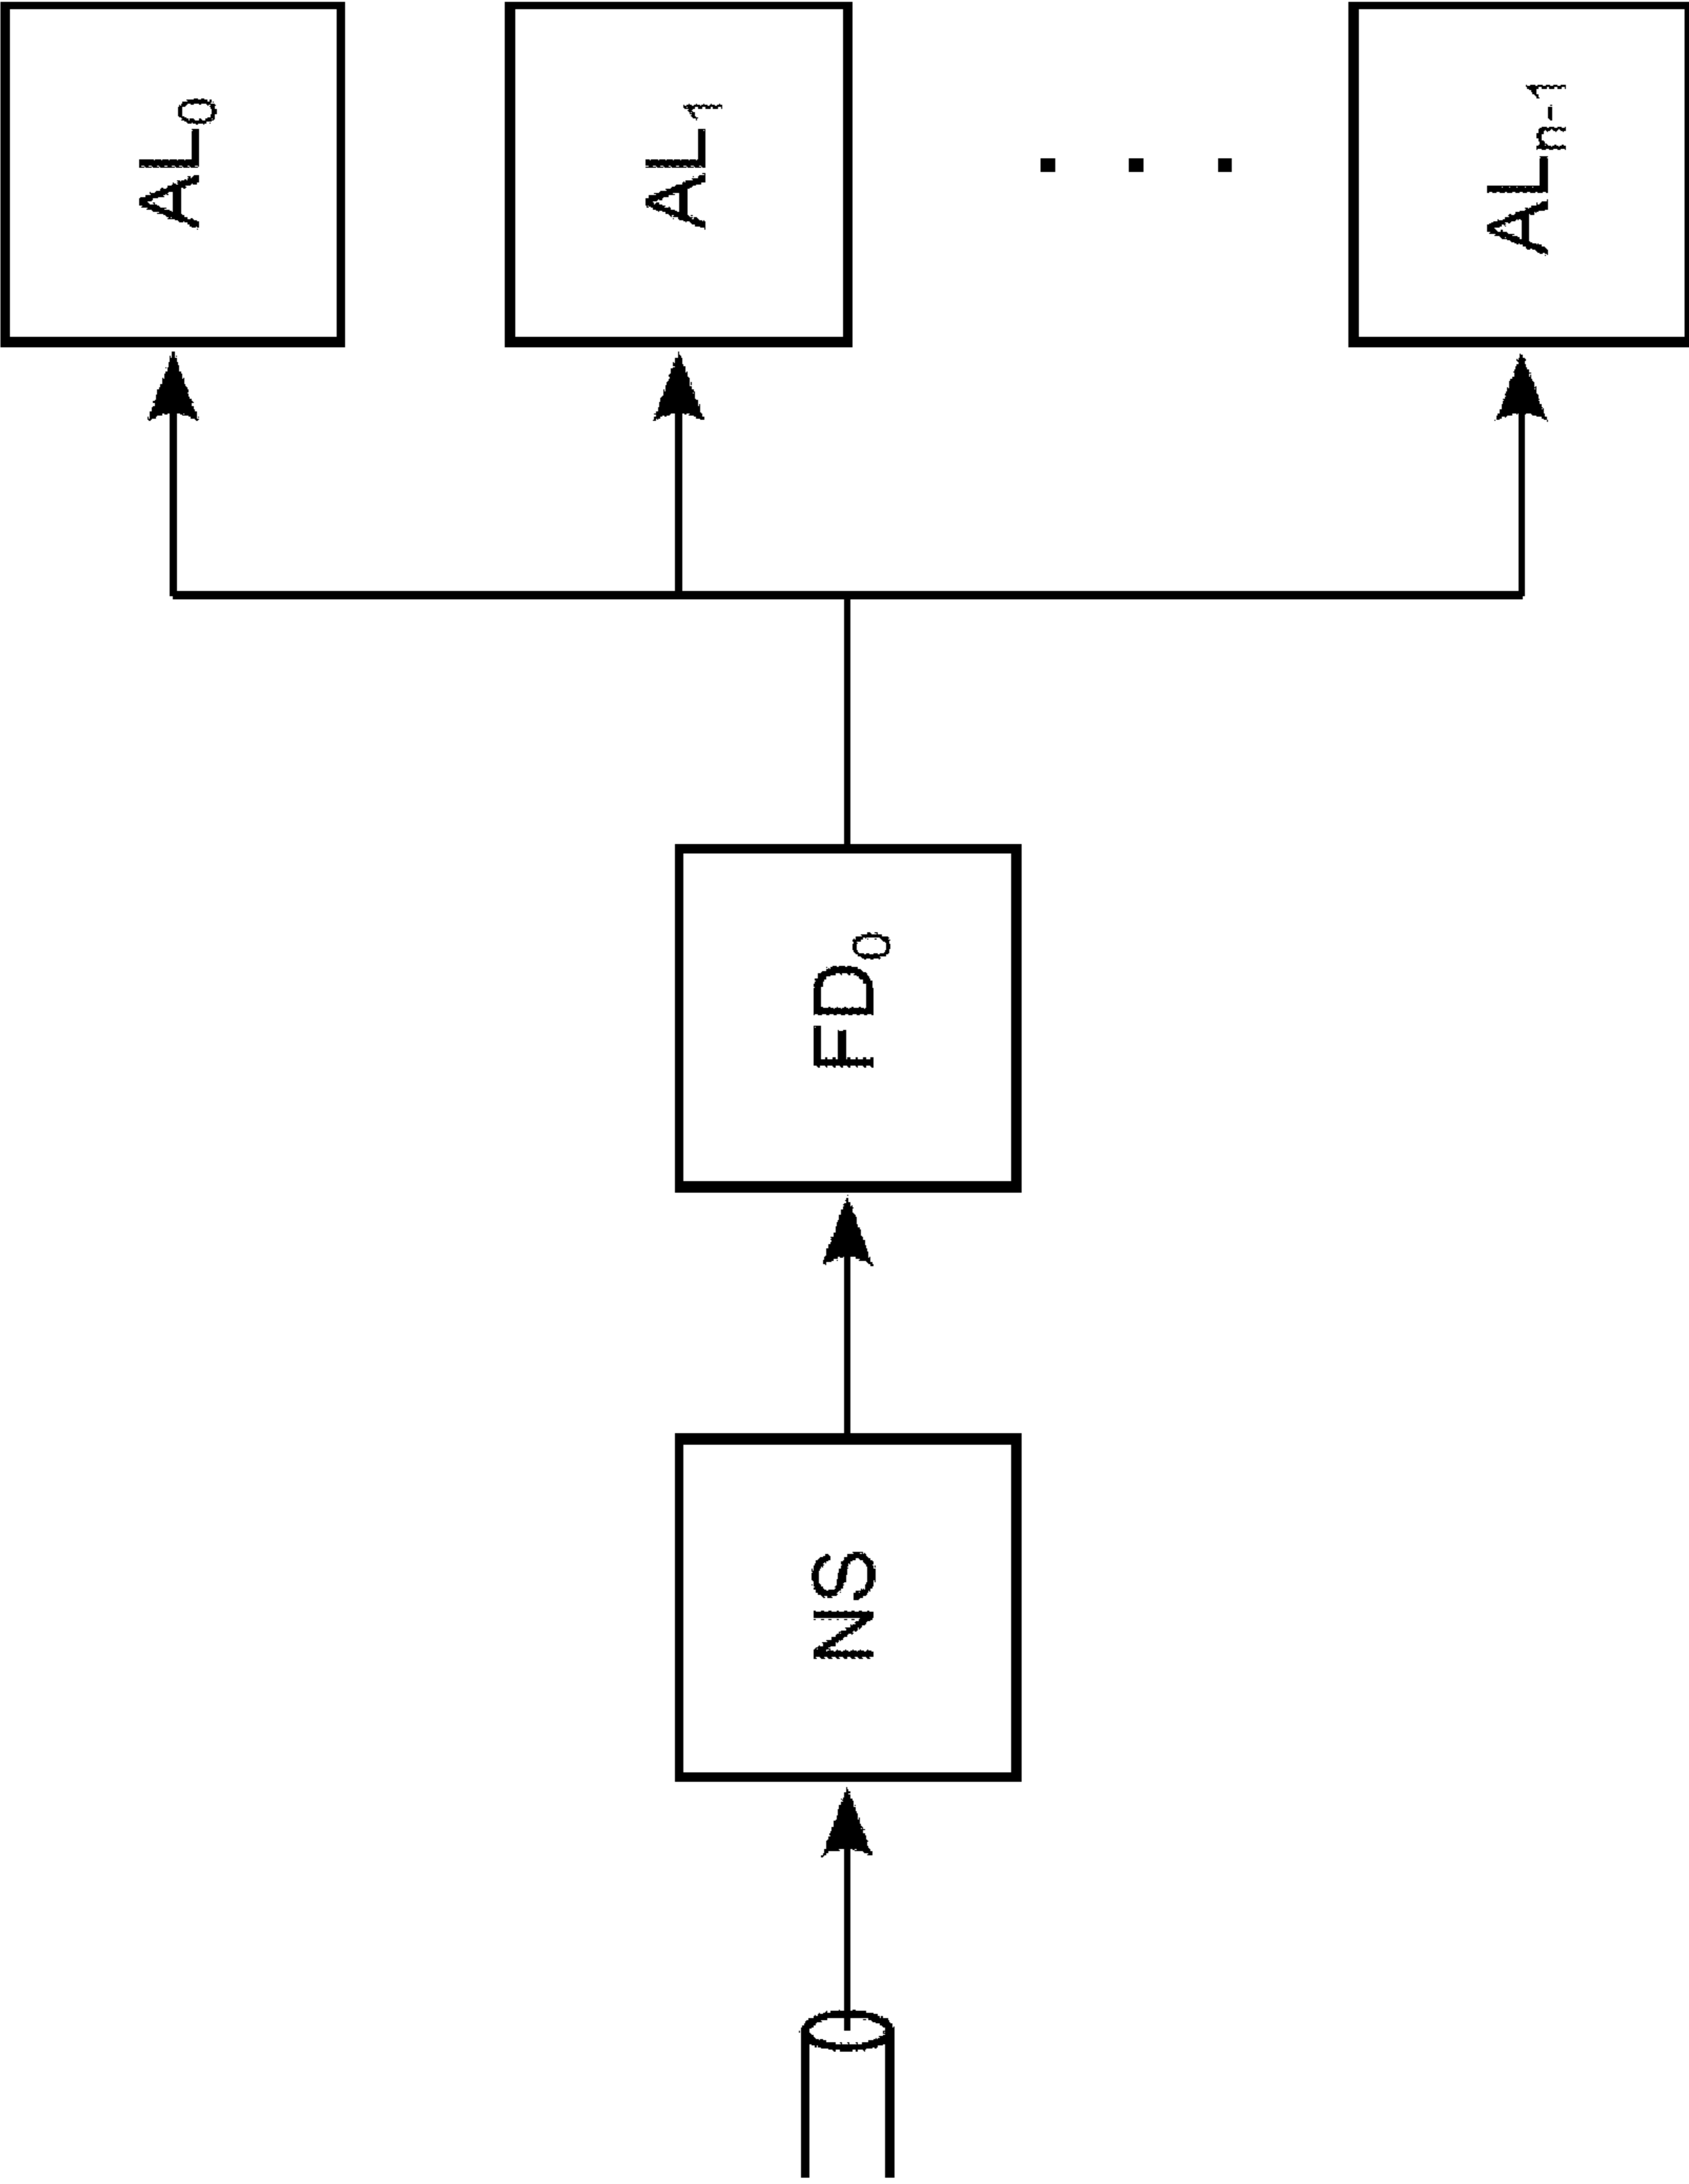 AL0
AL1
. . .
ALn-1
FD0
NS